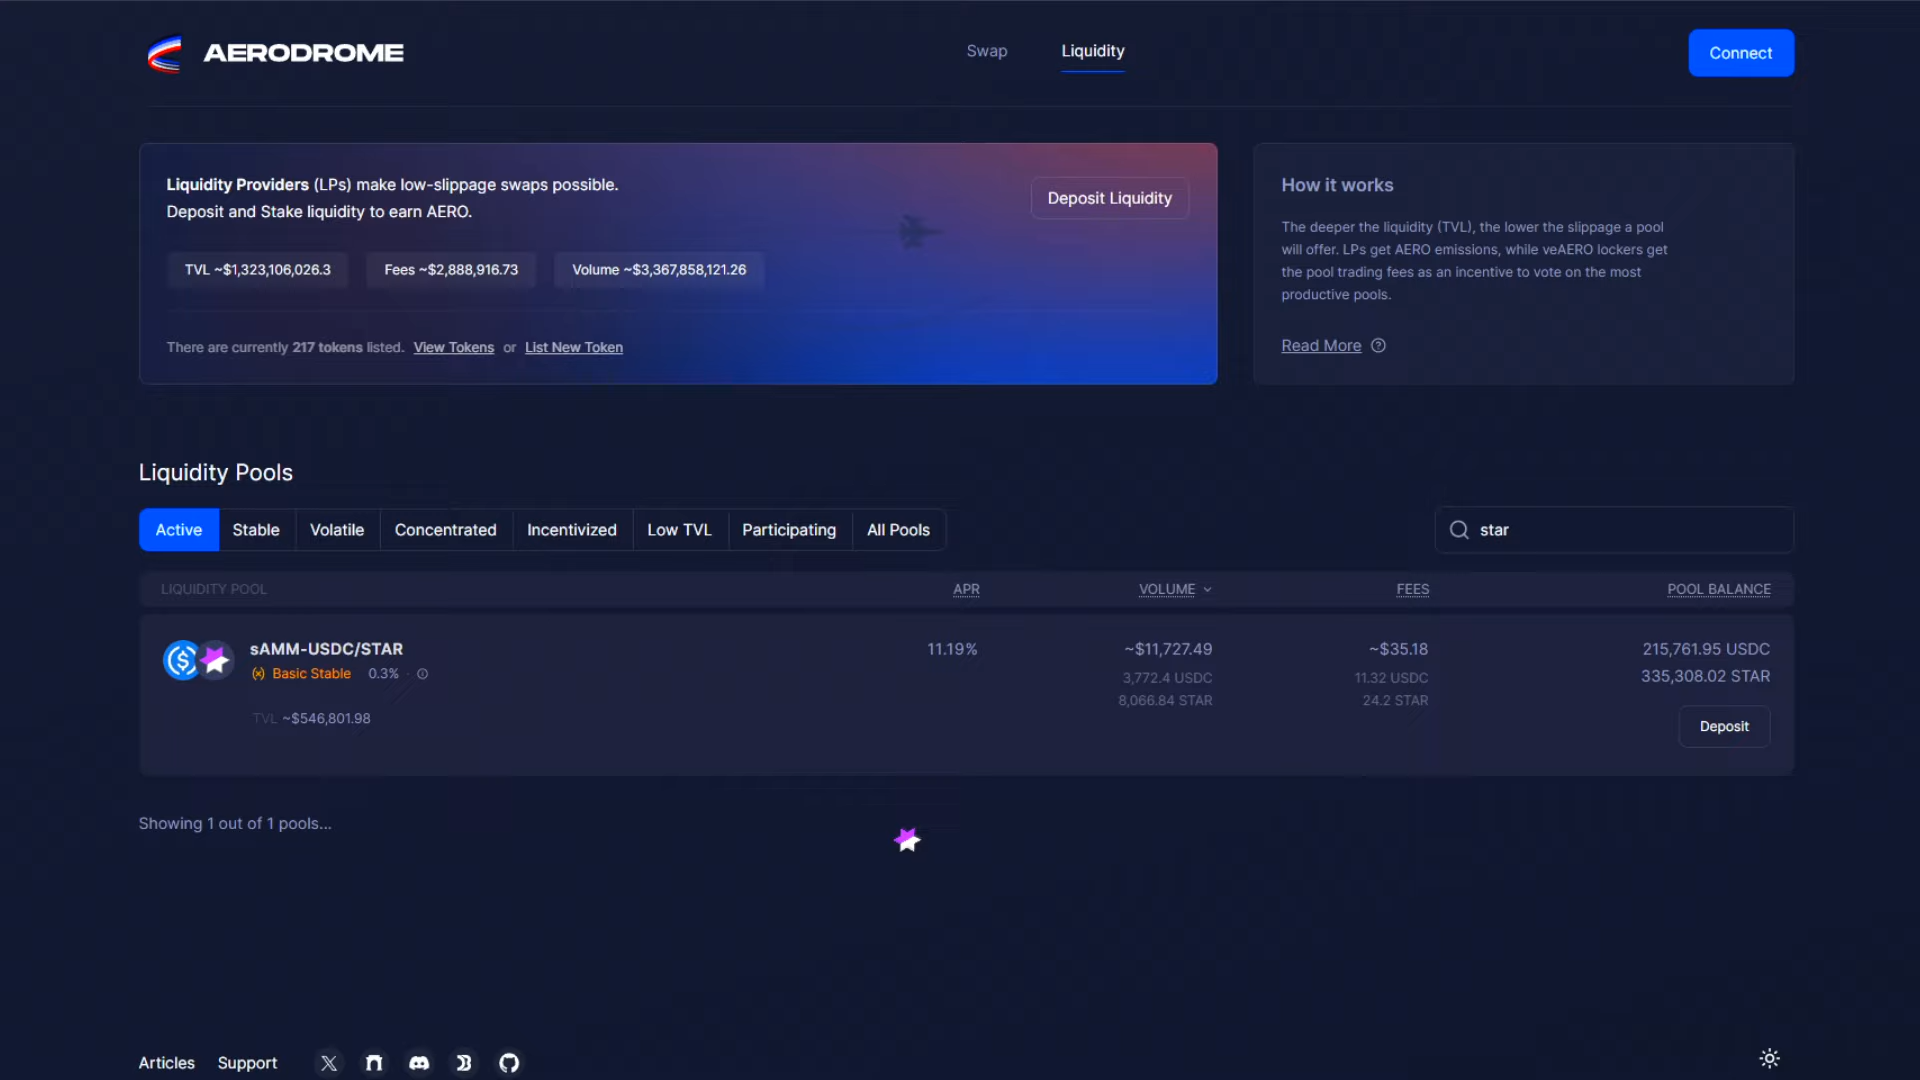 AERODROME
Swap
Liquidity
Connect
Liquidity Providers (LPs) make low-slippage swaps possible.
Deposit and Stake liquidity to earn AERO.
Deposit Liquidity
TVL ~$1,323,106,026.3
Fees ~$2,888,916.73
Volume ~$3,367,858,121.26
There are currently 217 tokens listed. View Tokens or List New Token
How it works
The deeper the liquidity (TVL), the lower the slippage a pool
will offer. LPs get AERO emissions, while veAERO lockers get
the pool trading fees as an incentive to vote on the most
productive pools.
Read More
Liquidity Pools
Active
Stable
Volatile
Concentrated
Incentivized
Low TVL
Participating
All Pools
star
LIQUIDITY POOL
APR
VOLUME
FEES
POOL BALANCE
sAMM-USDC/STAR
Basic Stable 0.3% ·
TVL ~$546,801.98
11.19%
~$11,727.49
3,772.4 USDC
8,066.84 STAR
~$35.18
11.32 USDC
24.2 STAR
215,761.95 USDC
335,308.02 STAR
Deposit
Showing 1 out of 1 pools...
Articles
Support